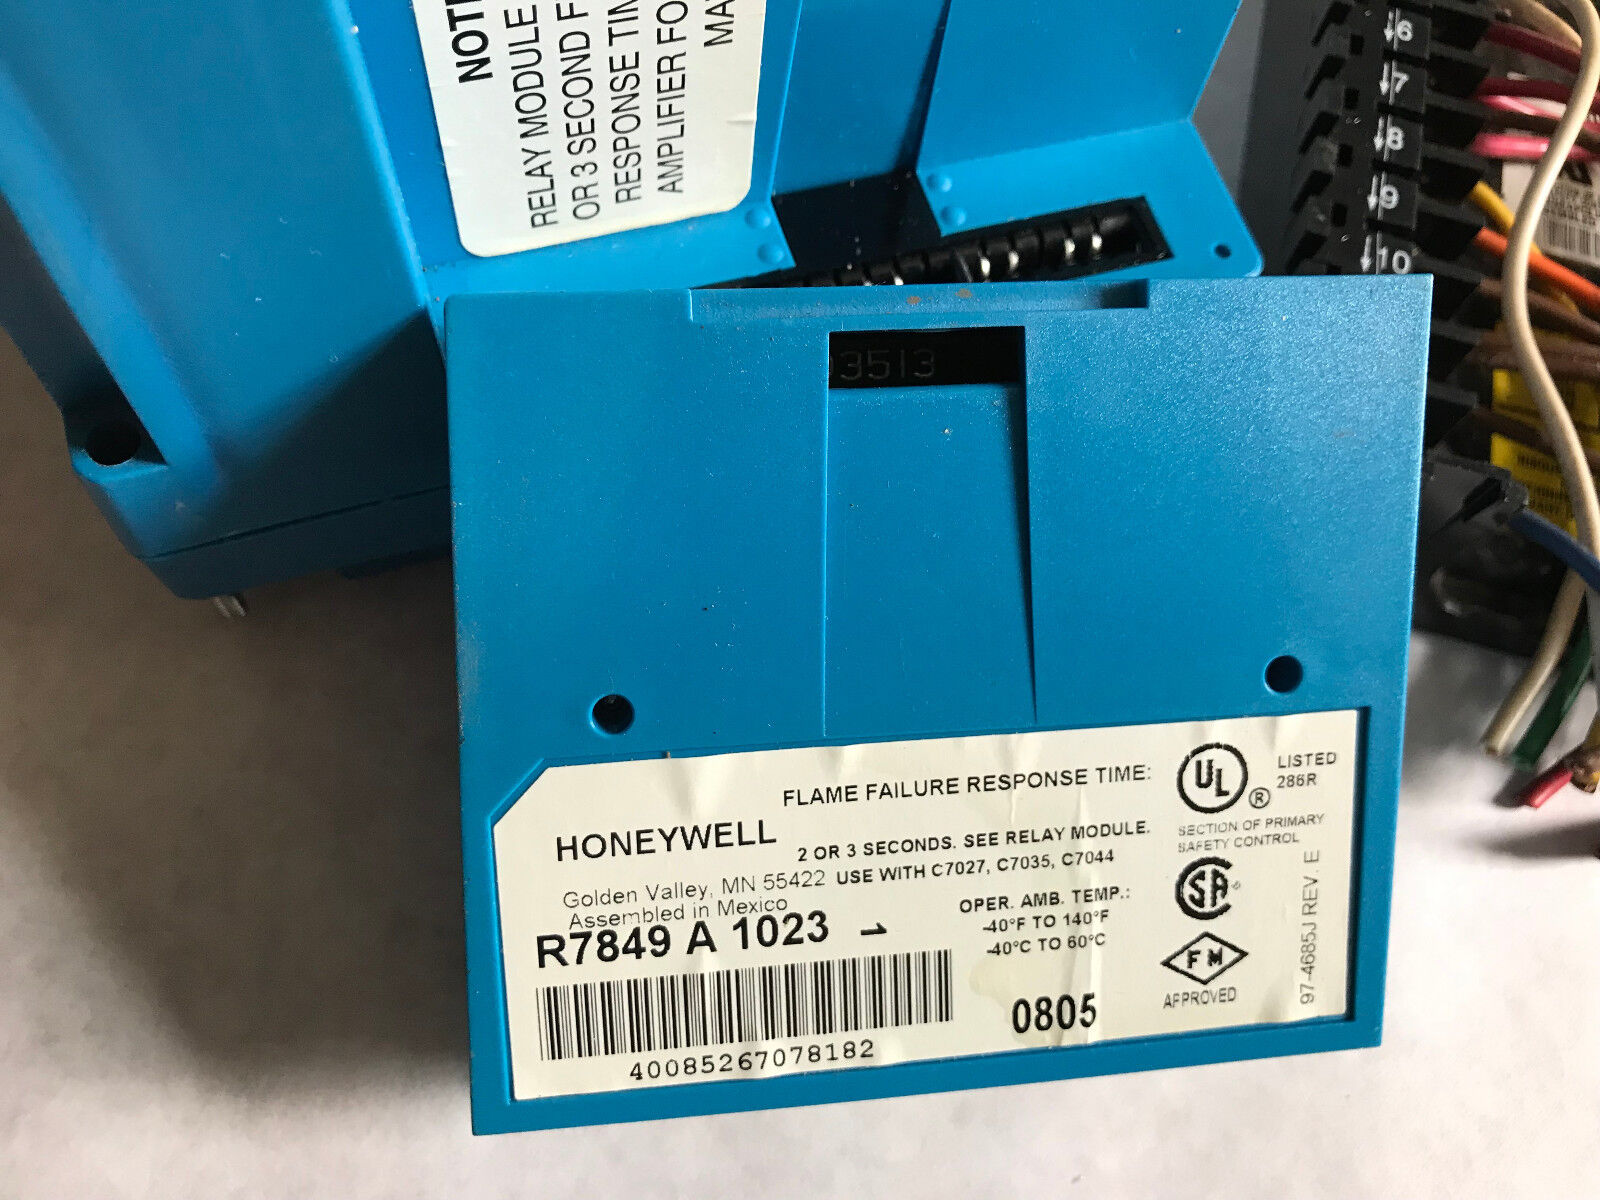 NOT
RELAY MODULE
OR 3 SECOND F
RESPONSE TIM
AMPLIFIER FO
MA
6
7
8
9
10
3513
FLAME FAILURE RESPONSE TIME:
HONEYWELL
2 OR 3 SECONDS. SEE RELAY MODULE.
Golden Valley, MN 55422
USE WITH C7027, C7035, C7044
Assembled in Mexico
OPER. AMB. TEMP.:
R7849 A 1023 1
-40°F TO 140°F
-40°C TO 60°C
0805
40085267078182
UL ®
LISTED
286R
SECTION OF PRIMARY
SAFETY CONTROL
SA
FM
APPROVED
97-4685J REV. E